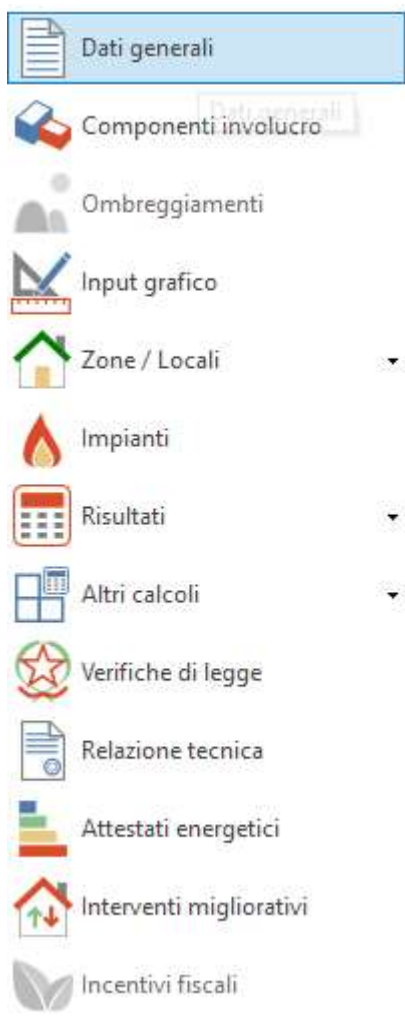 Dati generali
Dati generali
Componenti involucro
Ombreggiamenti
Input grafico
Zone / Locali
Impianti
Risultati
Altri calcoli
Verifiche di legge
Relazione tecnica
Attestati energetici
Interventi migliorativi
Incentivi fiscali